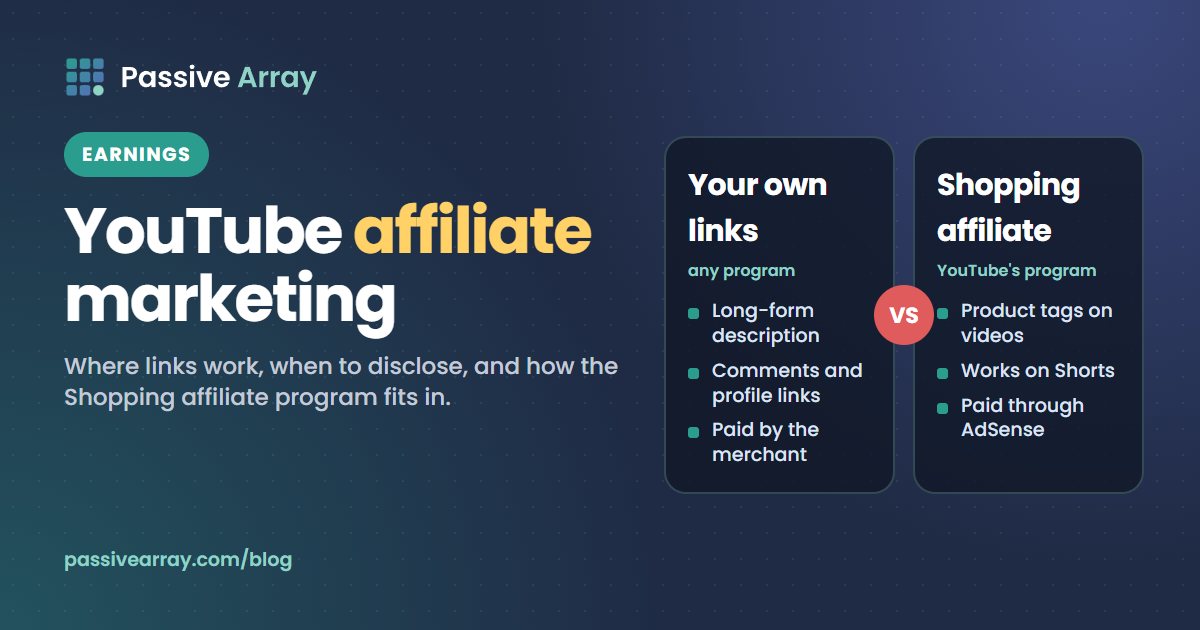 Passive Array
EARNINGS
YouTube affiliate
marketing
Where links work, when to disclose, and how the
Shopping affiliate program fits in.
passivearray.com/blog
Your own
links
any program
Long-form
description
Comments and
profile links
Paid by the
merchant
VS
Shopping
affiliate
YouTube's program
Product tags on
videos
Works on Shorts
Paid through
AdSense